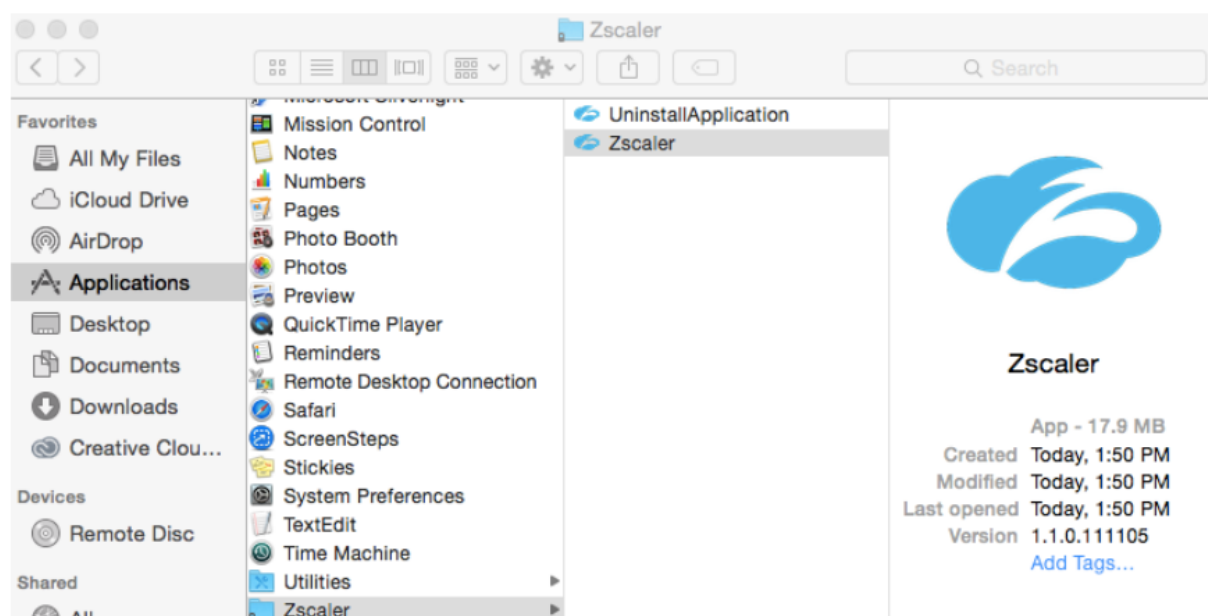 Zscaler
Search
Favorites
All My Files
iCloud Drive
AirDrop
Applications
Desktop
Documents
Downloads
Creative Clou...
Devices
Remote Disc
Shared
All
Microsoft Silverlight
Mission Control
Notes
Numbers
Pages
Photo Booth
Photos
Preview
QuickTime Player
Reminders
Remote Desktop Connection
Safari
ScreenSteps
Stickies
System Preferences
TextEdit
Time Machine
Utilities
Zscaler
UninstallApplication
Zscaler
Zscaler
App - 17.9 MB
Created Today, 1:50 PM
Modified Today, 1:50 PM
Last opened Today, 1:50 PM
Version 1.1.0.111105
Add Tags...